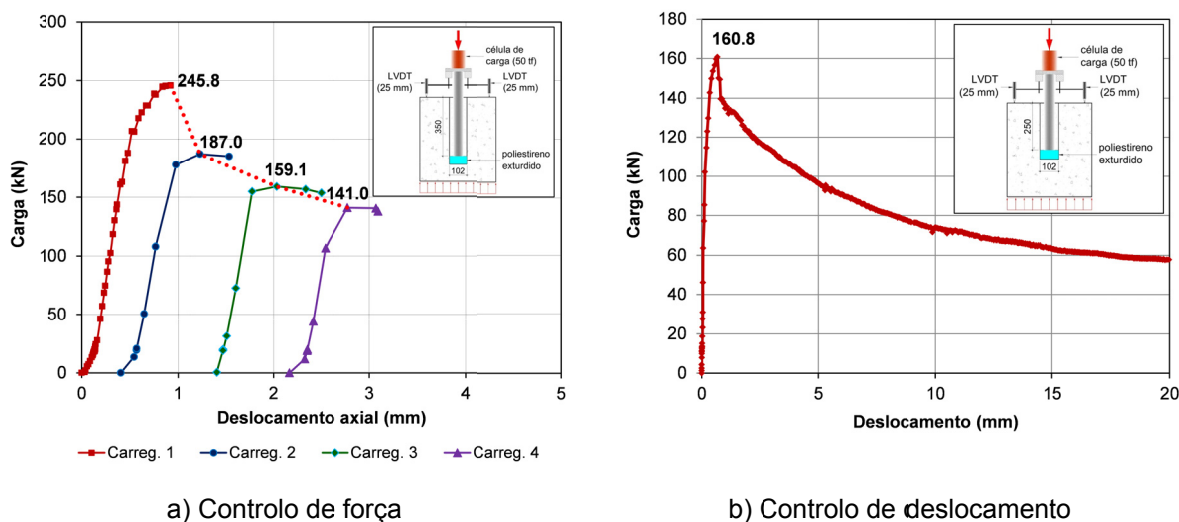 300
250
200
150
100
50
0
Carga (kN)
245.8
187.0
159.1
141.0
célula de
carga (50 tf)
LVDT
(25 mm)
LVDT
(25 mm)
350
poliestireno
exturdido
102
0 1 2 3 4 5
Deslocamento axial (mm)
Carreg. 1 Carreg. 2 Carreg. 3 Carreg. 4
a) Controlo de força
180
160
140
120
100
80
60
40
20
0
Carga (kN)
160.8
célula de
carga (50 tf)
LVDT
(25 mm)
LVDT
(25 mm)
250
poliestireno
exturdido
102
0 5 10 15 20
Deslocamento (mm)
b) Controlo de deslocamento